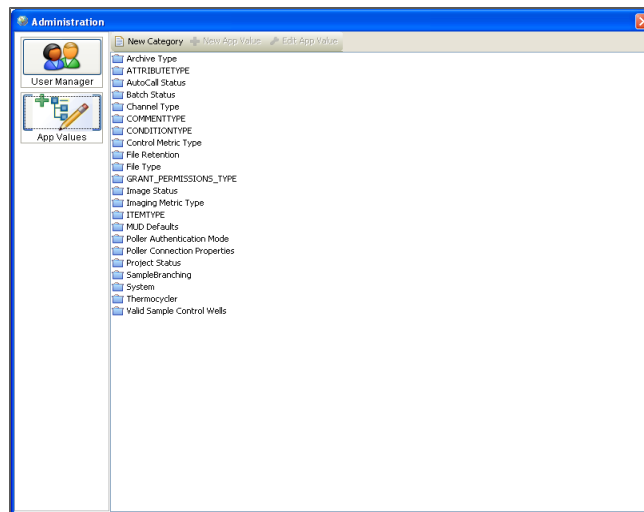 Administration
New Category New App Value Edit App Value
User Manager
App Values
Archive Type
ATTRIBUTETYPE
AutoCall Status
Batch Status
Channel Type
COMMENTTYPE
CONDITIONTYPE
Control Metric Type
File Retention
File Type
GRANT_PERMISSIONS_TYPE
Image Status
Imaging Metric Type
ITEMTYPE
MUD Defaults
Poller Authentication Mode
Poller Connection Properties
Project Status
SampleBranching
System
Thermocycler
Valid Sample Control Wells